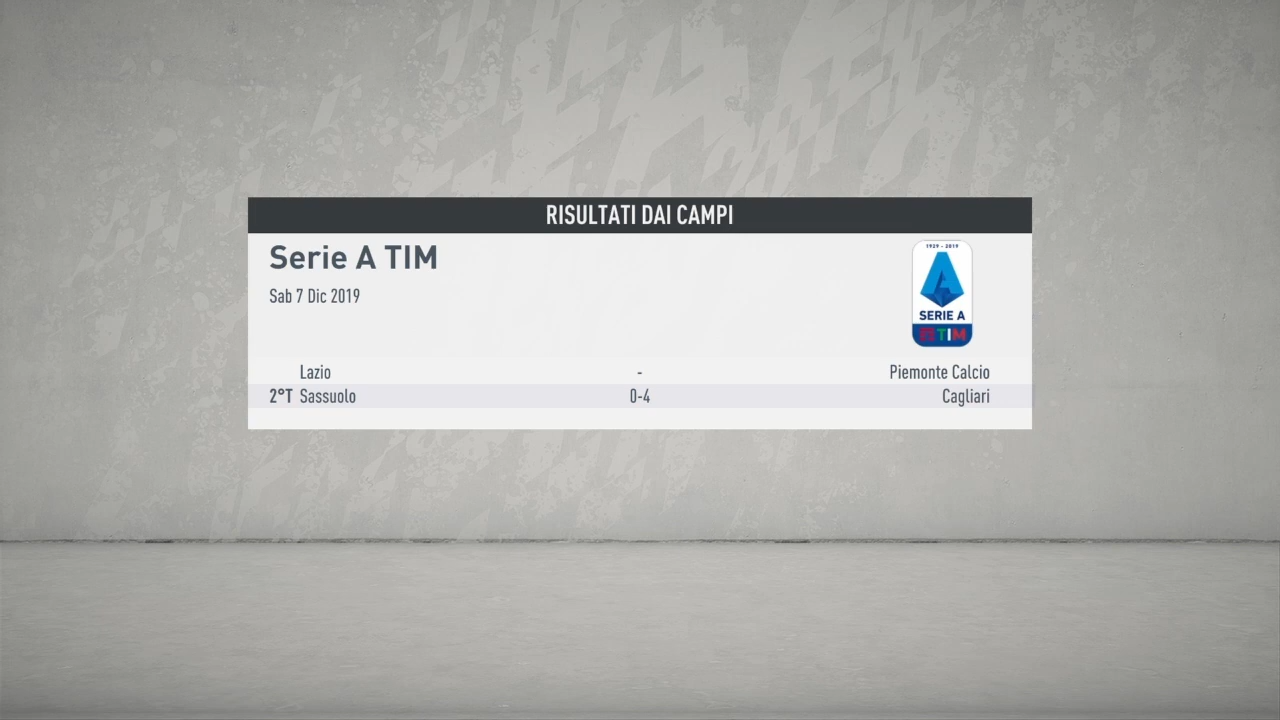 RISULTATI DAI CAMPI
Serie A TIM
1929 - 2019
Sab 7 Dic 2019
SERIE A
TIM
Lazio - Piemonte Calcio
2°T Sassuolo 0-4 Cagliari